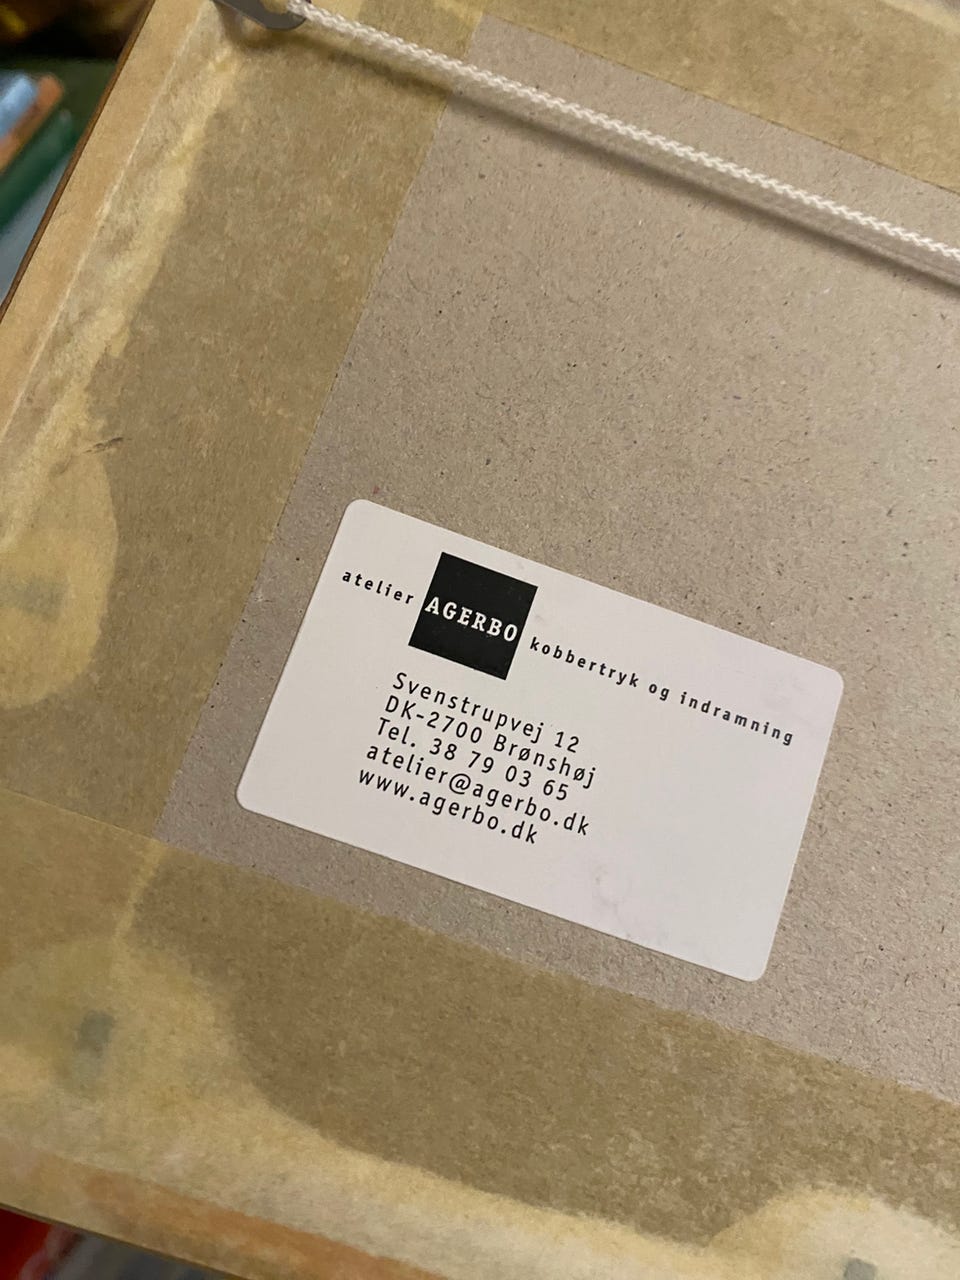 atelier AGERBO kobbertryk og indramning
Svenstrupvej 12
DK-2700 Brønshøj
Tel. 38 79 03 65
atelier@agerbo.dk
www.agerbo.dk